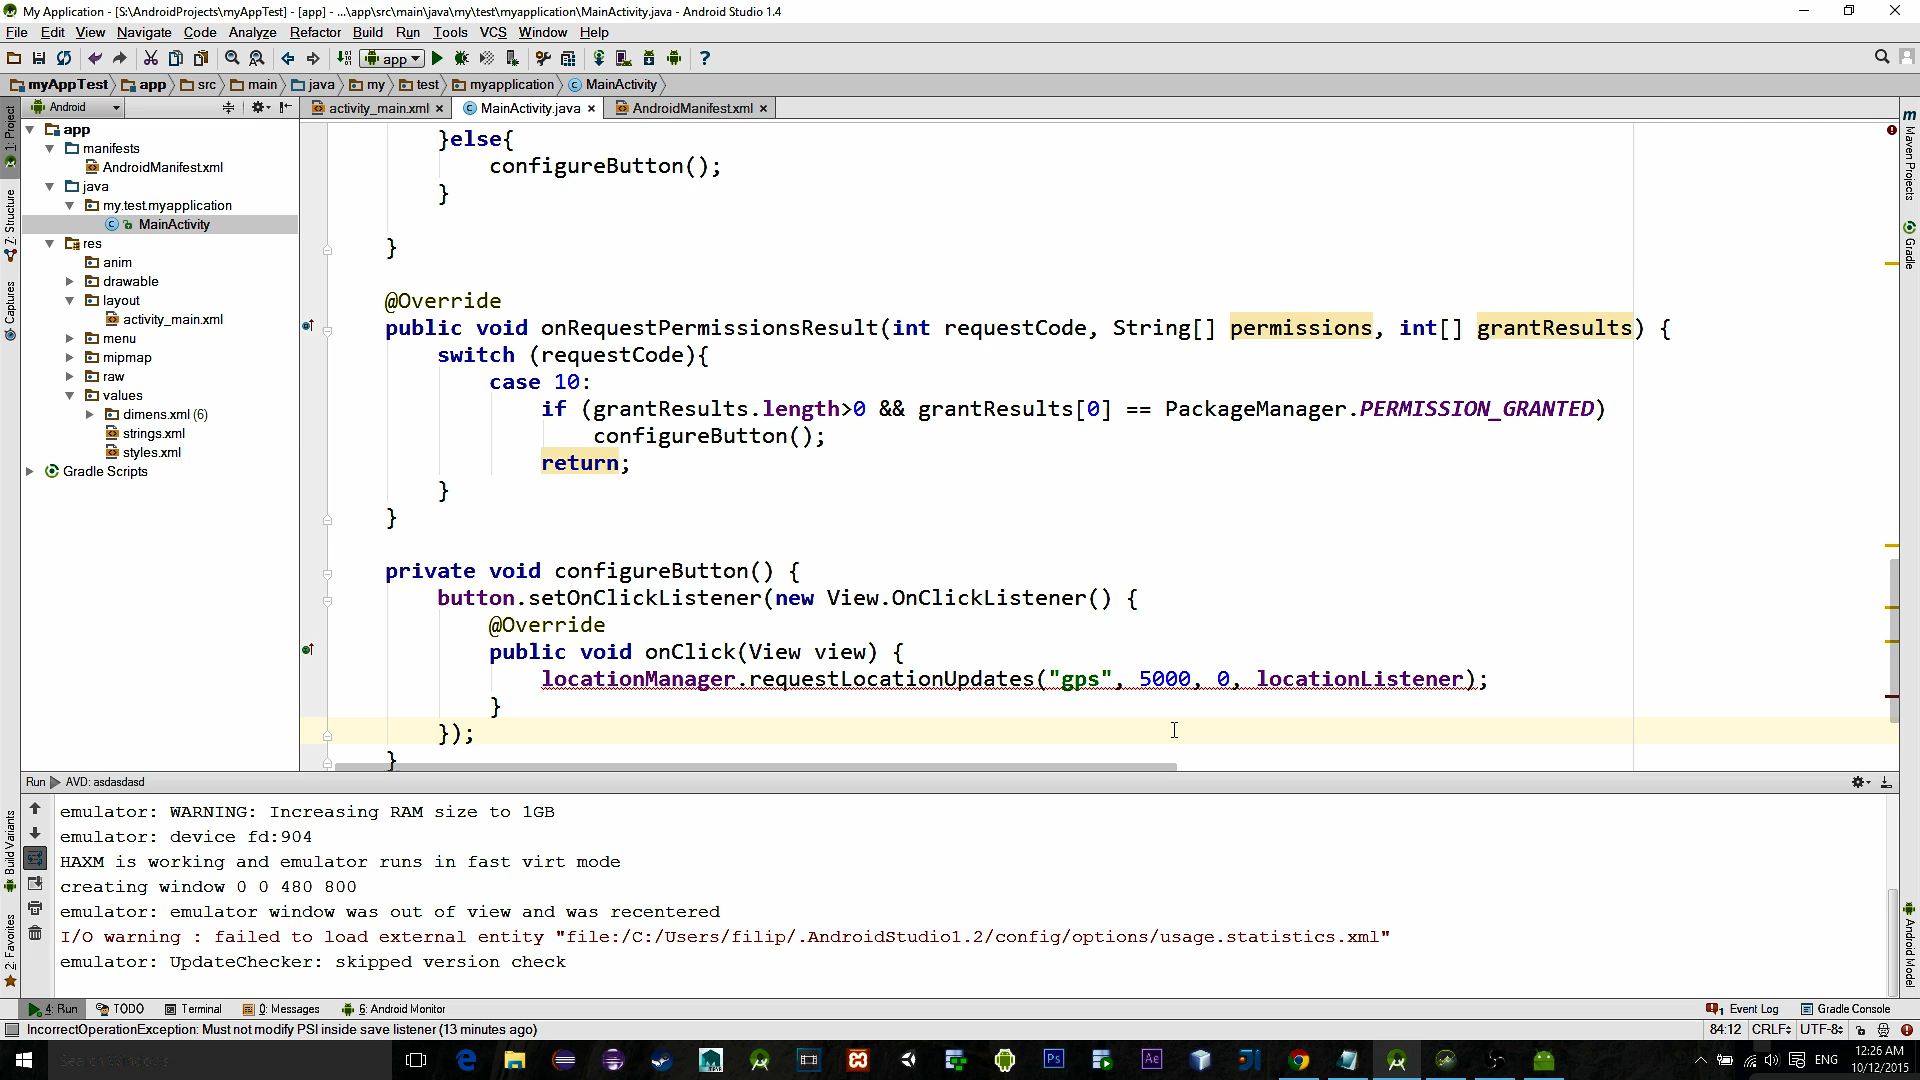 My Application - [S:\AndroidProjects\myAppTest] - [app] - ...\app\src\main\java\my\test\myapplication\MainActivity.java - Android Studio 1.4
File Edit View Navigate Code Analyze Refactor Build Run Tools VCS Window Help
app
myAppTest app src main java my test myapplication MainActivity
Android
activity_main.xml MainActivity.java AndroidManifest.xml
1: Project
Z: Structure
Captures
Build Variants
2: Favorites
app
manifests
AndroidManifest.xml
java
my.test.myapplication
MainActivity
res
anim
drawable
layout
activity_main.xml
menu
mipmap
raw
values
dimens.xml (6)
strings.xml
styles.xml
Gradle Scripts
}else{
configureButton();
}
}
@Override
public void onRequestPermissionsResult(int requestCode, String[] permissions, int[] grantResults) {
switch (requestCode){
case 10:
if (grantResults.length>0 && grantResults[0] == PackageManager.PERMISSION_GRANTED)
configureButton();
return;
}
}
private void configureButton() {
button.setOnClickListener(new View.OnClickListener() {
@Override
public void onClick(View view) {
locationManager.requestLocationUpdates("gps", 5000, 0, locationListener);
}
});
}
Maven Projects
Gradle
Android Model
Run AVD: asdasdasd
emulator: WARNING: Increasing RAM size to 1GB
emulator: device fd:904
HAXM is working and emulator runs in fast virt mode
creating window 0 0 480 800
emulator: emulator window was out of view and was recentered
I/O warning : failed to load external entity "file:/C:/Users/filip/.AndroidStudio1.2/config/options/usage.statistics.xml"
emulator: UpdateChecker: skipped version check
4: Run TODO Terminal 0: Messages 6: Android Monitor
1 Event Log Gradle Console
IncorrectOperationException: Must not modify PSI inside save listener (13 minutes ago)
84:12 CRLF UTF-8
Ps Ae
ENG
12:26 AM
10/12/2015